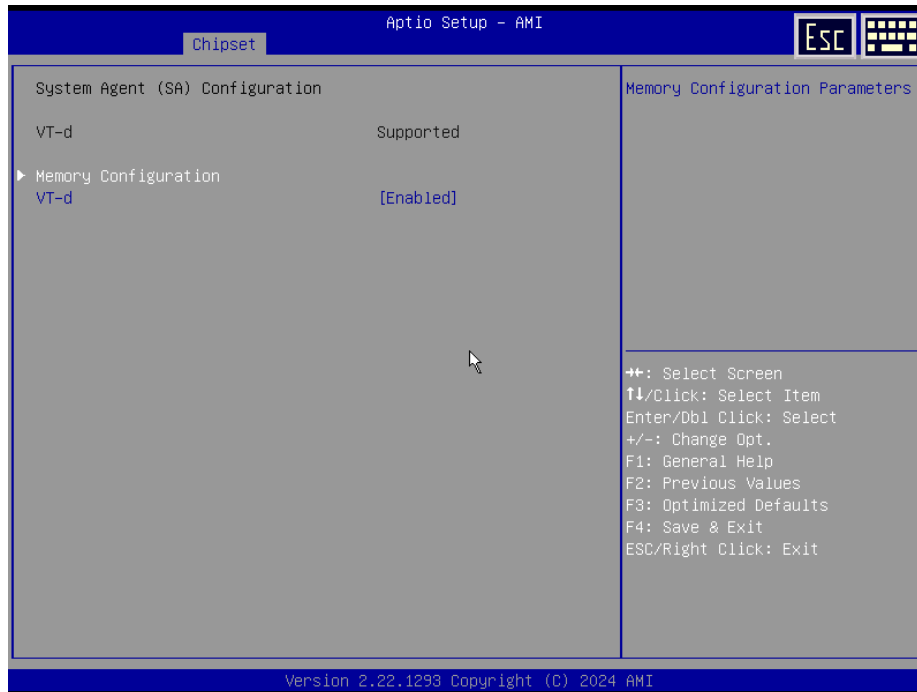 Aptio Setup – AMI
Chipset
Esc
System Agent (SA) Configuration
VT-d Supported
▶ Memory Configuration
VT-d [Enabled]
Memory Configuration Parameters
→←: Select Screen
↑↓/Click: Select Item
Enter/Dbl Click: Select
+/-: Change Opt.
F1: General Help
F2: Previous Values
F3: Optimized Defaults
F4: Save & Exit
ESC/Right Click: Exit
Version 2.22.1293 Copyright (C) 2024 AMI